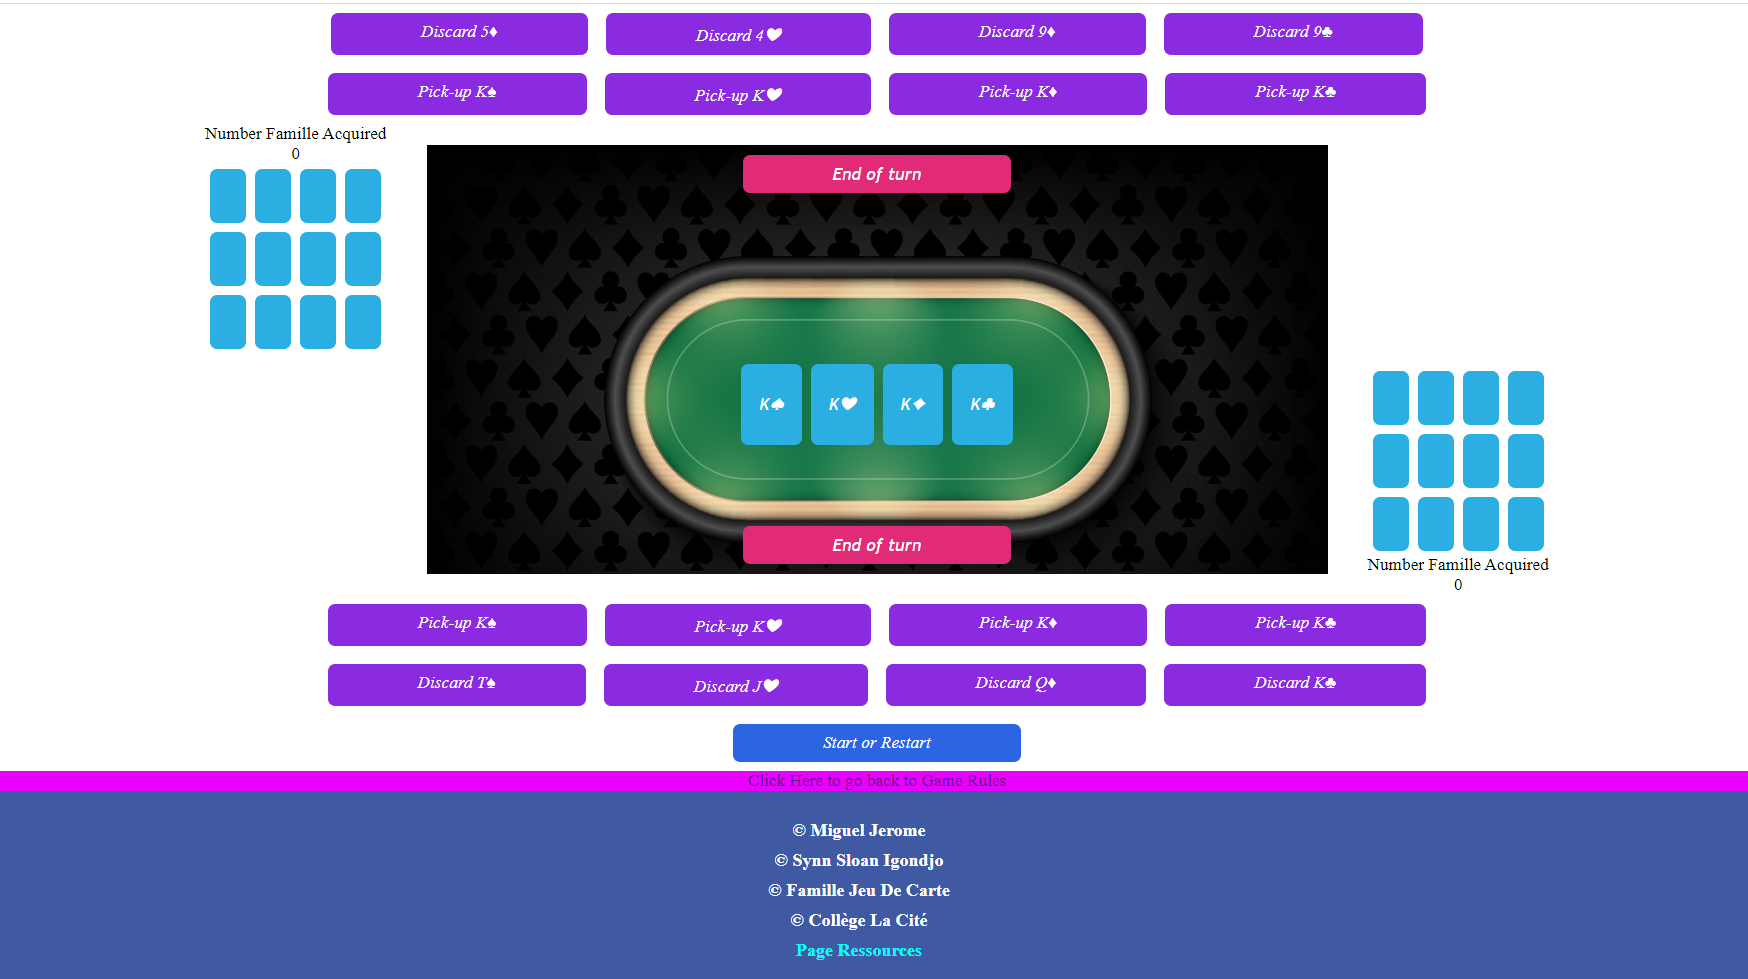 Discard 5♦ Discard 4♥ Discard 9♦ Discard 9♣
Pick-up K♠ Pick-up K♥ Pick-up K♦ Pick-up K♣
Number Famille Acquired
0
End of turn
K♠ K♥ K♦ K♣
End of turn
Number Famille Acquired
0
Pick-up K♠ Pick-up K♥ Pick-up K♦ Pick-up K♣
Discard T♠ Discard J♥ Discard Q♦ Discard K♣
Start or Restart
Click Here to go back to Game Rules
© Miguel Jerome
© Synn Sloan Igondjo
© Famille Jeu De Carte
© Collège La Cité
Page Ressources